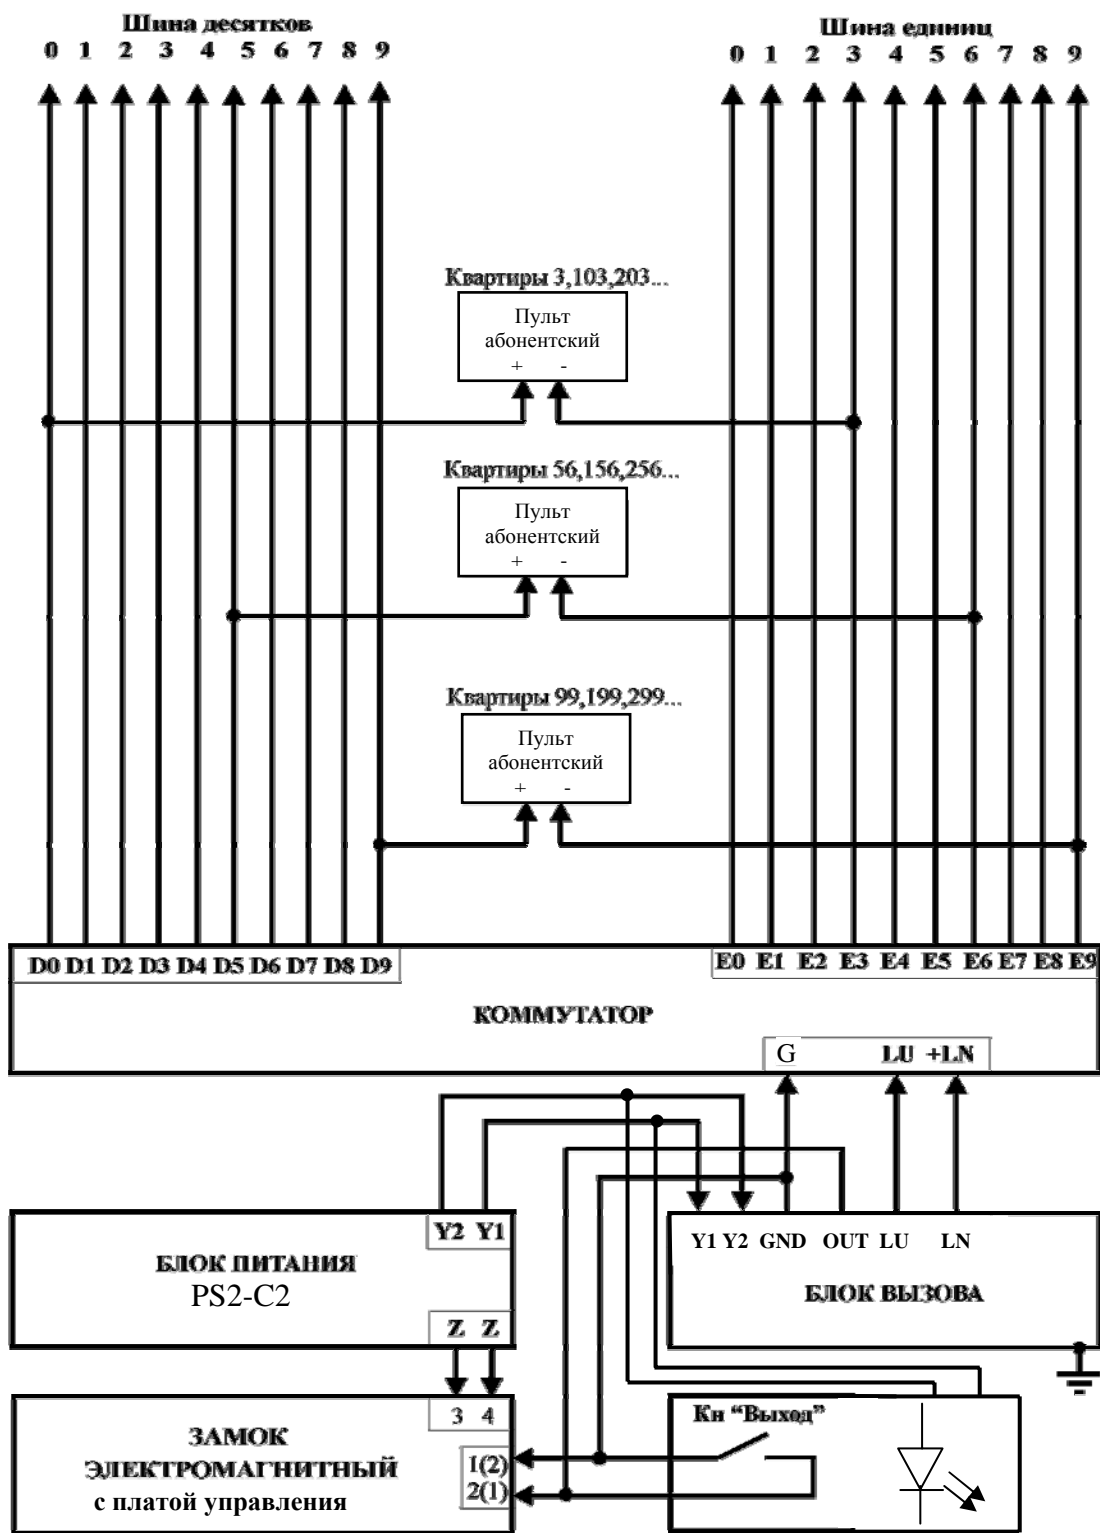 Шина десятков
Шина единиц
0 1 2 3 4 5 6 7 8 9
0 1 2 3 4 5 6 7 8 9
Квартиры 3,103,203...
Пульт
абонентский
+ -
Квартиры 56,156,256...
Пульт
абонентский
+ -
Квартиры 99,199,299...
Пульт
абонентский
+ -
D0 D1 D2 D3 D4 D5 D6 D7 D8 D9
E0 E1 E2 E3 E4 E5 E6 E7 E8 E9
КОММУТАТОР
G LU +LN
Y2 Y1
БЛОК ПИТАНИЯ
PS2-C2
Z Z
Y1 Y2 GND OUT LU LN
БЛОК ВЫЗОВА
3 4
ЗАМОК
ЭЛЕКТРОМАГНИТНЫЙ
с платой управления
1(2)
2(1)
Кн “Выход”